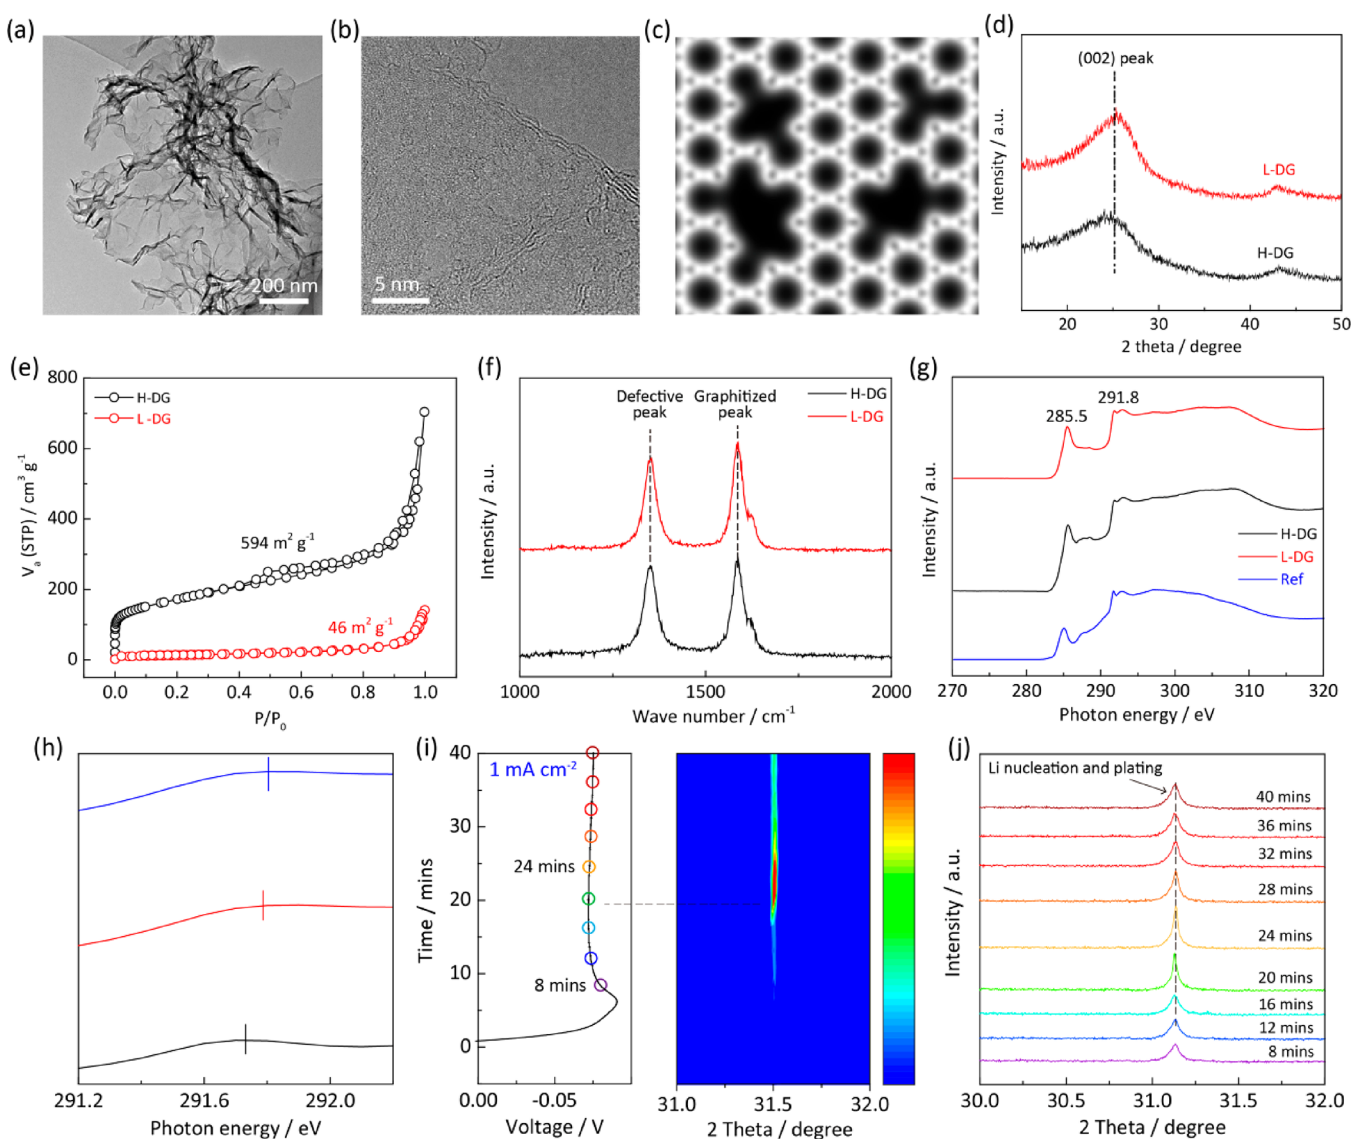 (a)
200 nm
(b)
5 nm
(c)
(d)
(002) peak
L-DG
H-DG
Intensity / a.u.
20 30 40 50
2 theta / degree
(e)
800
600
400
200
0
H-DG
L -DG
594 m² g⁻¹
46 m² g⁻¹
Vₐ (STP) / cm³ g⁻¹
0.0 0.2 0.4 0.6 0.8 1.0
P/P₀
(f)
Defective
peak
Graphitized
peak
H-DG
L-DG
Intensity / a.u.
1000 1500 2000
Wave number / cm⁻¹
(g)
285.5
291.8
H-DG
L-DG
Ref
Intensity / a.u.
270 280 290 300 310 320
Photon energy / eV
(h)
291.2 291.6 292.0
Photon energy / eV
(i)
1 mA cm⁻²
24 mins
8 mins
Time / mins
40
30
20
10
0
0.00 -0.05
Voltage / V
31.0 31.5 32.0
2 Theta / degree
(j)
Li nucleation and plating
40 mins
36 mins
32 mins
28 mins
24 mins
20 mins
16 mins
12 mins
8 mins
Intensity / a.u.
30.0 30.5 31.0 31.5 32.0
2 Theta / degree